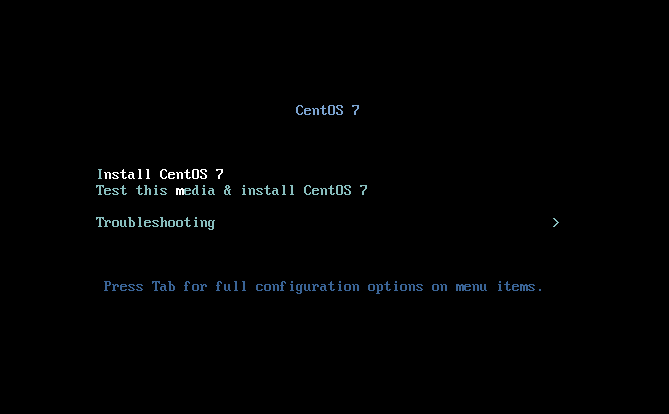 CentOS 7
Install CentOS 7
Test this media & install CentOS 7
Troubleshooting >
Press Tab for full configuration options on menu items.